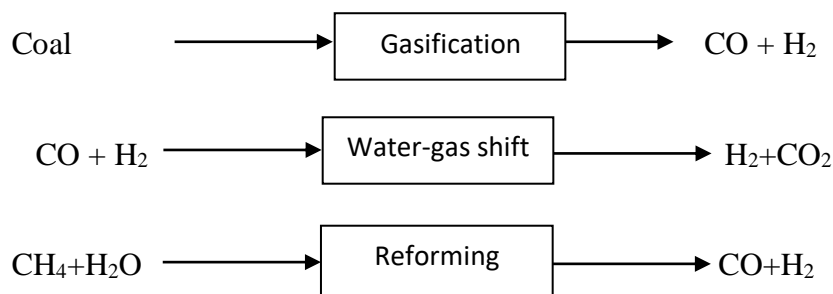 Coal Gasification CO + H₂
CO + H₂ Water-gas shift H₂+CO₂
CH₄+H₂O Reforming CO+H₂